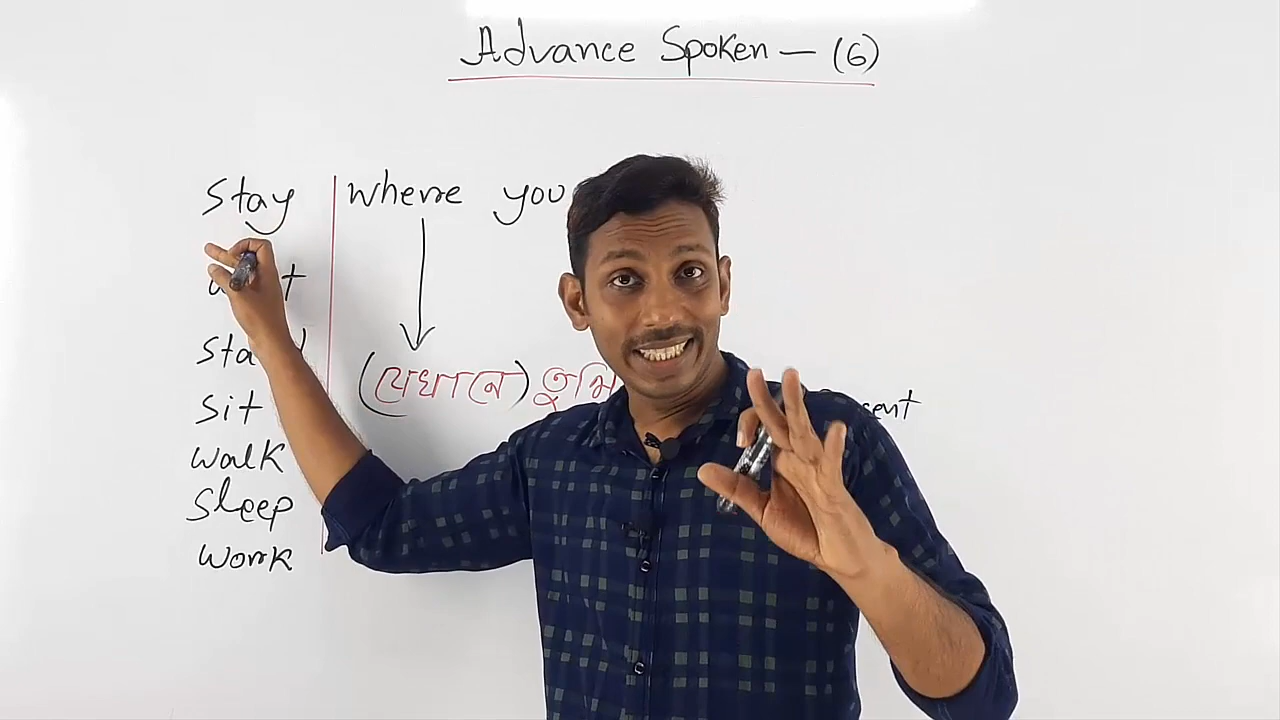 Advance Spoken — (6)
Stay where you
Sit (যেখানে) তুমি
walk
Sleep
work